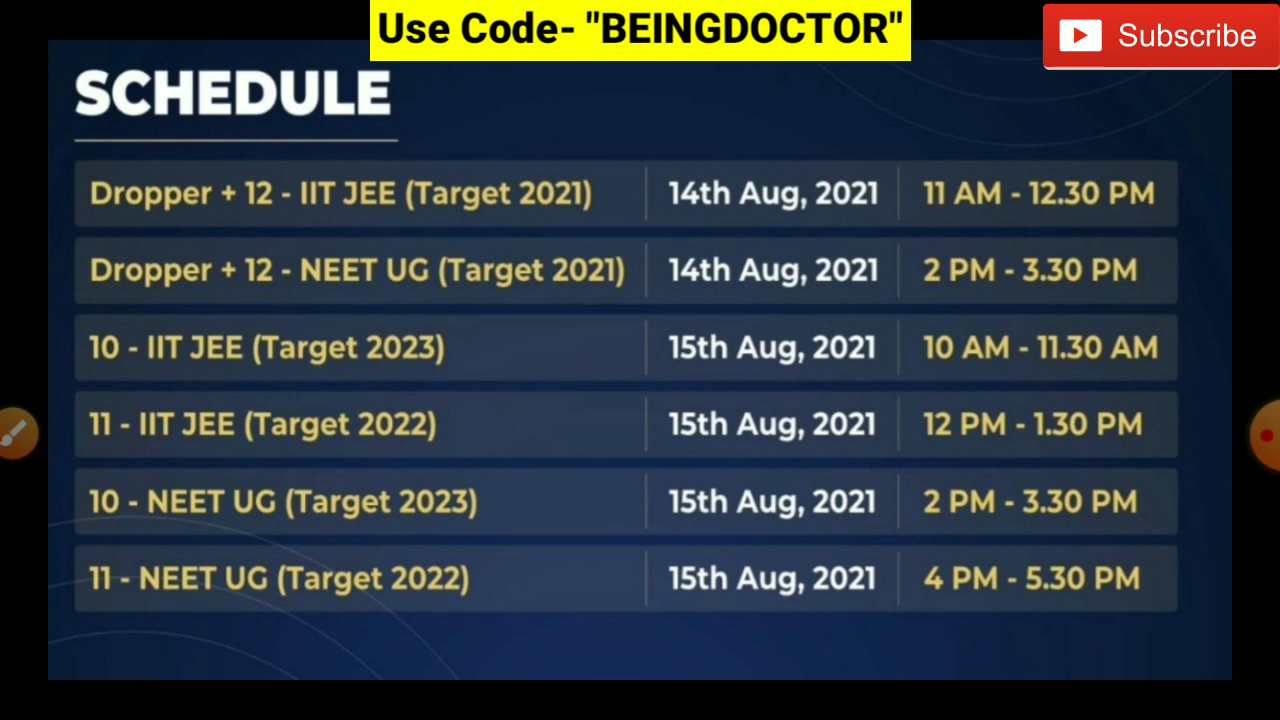 Use Code- "BEINGDOCTOR"
Subscribe
SCHEDULE
Dropper + 12 - IIT JEE (Target 2021) 14th Aug, 2021 11 AM - 12.30 PM
Dropper + 12 - NEET UG (Target 2021) 14th Aug, 2021 2 PM - 3.30 PM
10 - IIT JEE (Target 2023) 15th Aug, 2021 10 AM - 11.30 AM
11 - IIT JEE (Target 2022) 15th Aug, 2021 12 PM - 1.30 PM
10 - NEET UG (Target 2023) 15th Aug, 2021 2 PM - 3.30 PM
11 - NEET UG (Target 2022) 15th Aug, 2021 4 PM - 5.30 PM